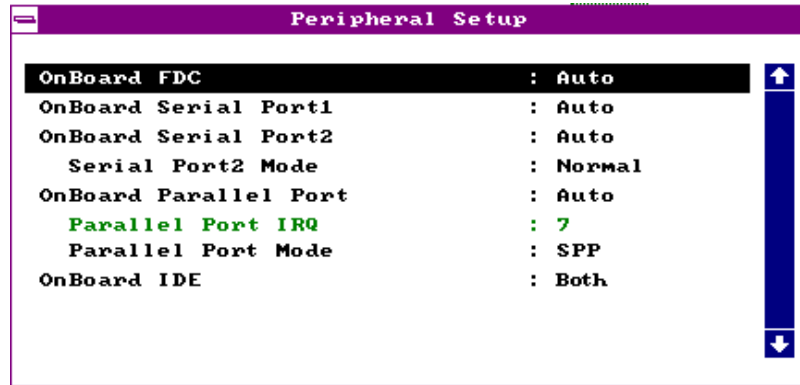 Peripheral Setup
OnBoard FDC : Auto
OnBoard Serial Port1 : Auto
OnBoard Serial Port2 : Auto
Serial Port2 Mode : Normal
OnBoard Parallel Port : Auto
Parallel Port IRQ : 7
Parallel Port Mode : SPP
OnBoard IDE : Both